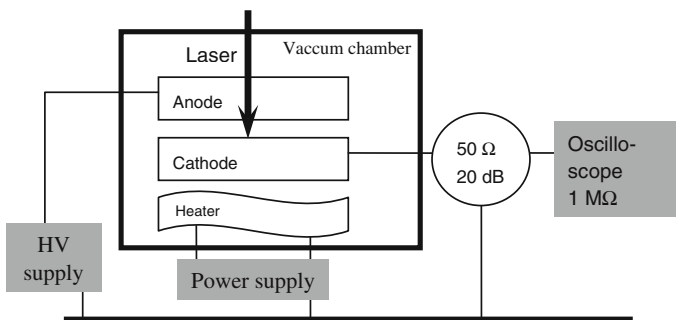 Laser
Vaccum chamber
Anode
Cathode
Heater
50 Ω
20 dB
Oscillo-
scope
1 MΩ
HV
supply
Power supply